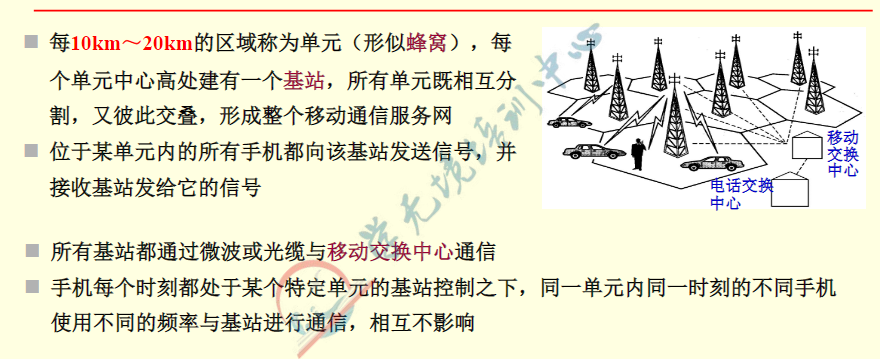 每10km～20km的区域称为单元（形似蜂窝），每
个单元中心高处建有一个基站，所有单元既相互分
割，又彼此交叠，形成整个移动通信服务网
位于某单元内的所有手机都向该基站发送信号，并
接收基站发给它的信号
移动
交换
中心
电话交换
中心
所有基站都通过微波或光缆与移动交换中心通信
手机每个时刻都处于某个特定单元的基站控制之下，同一单元内同一时刻的不同手机
使用不同的频率与基站进行通信，相互不影响
学无境培训中心